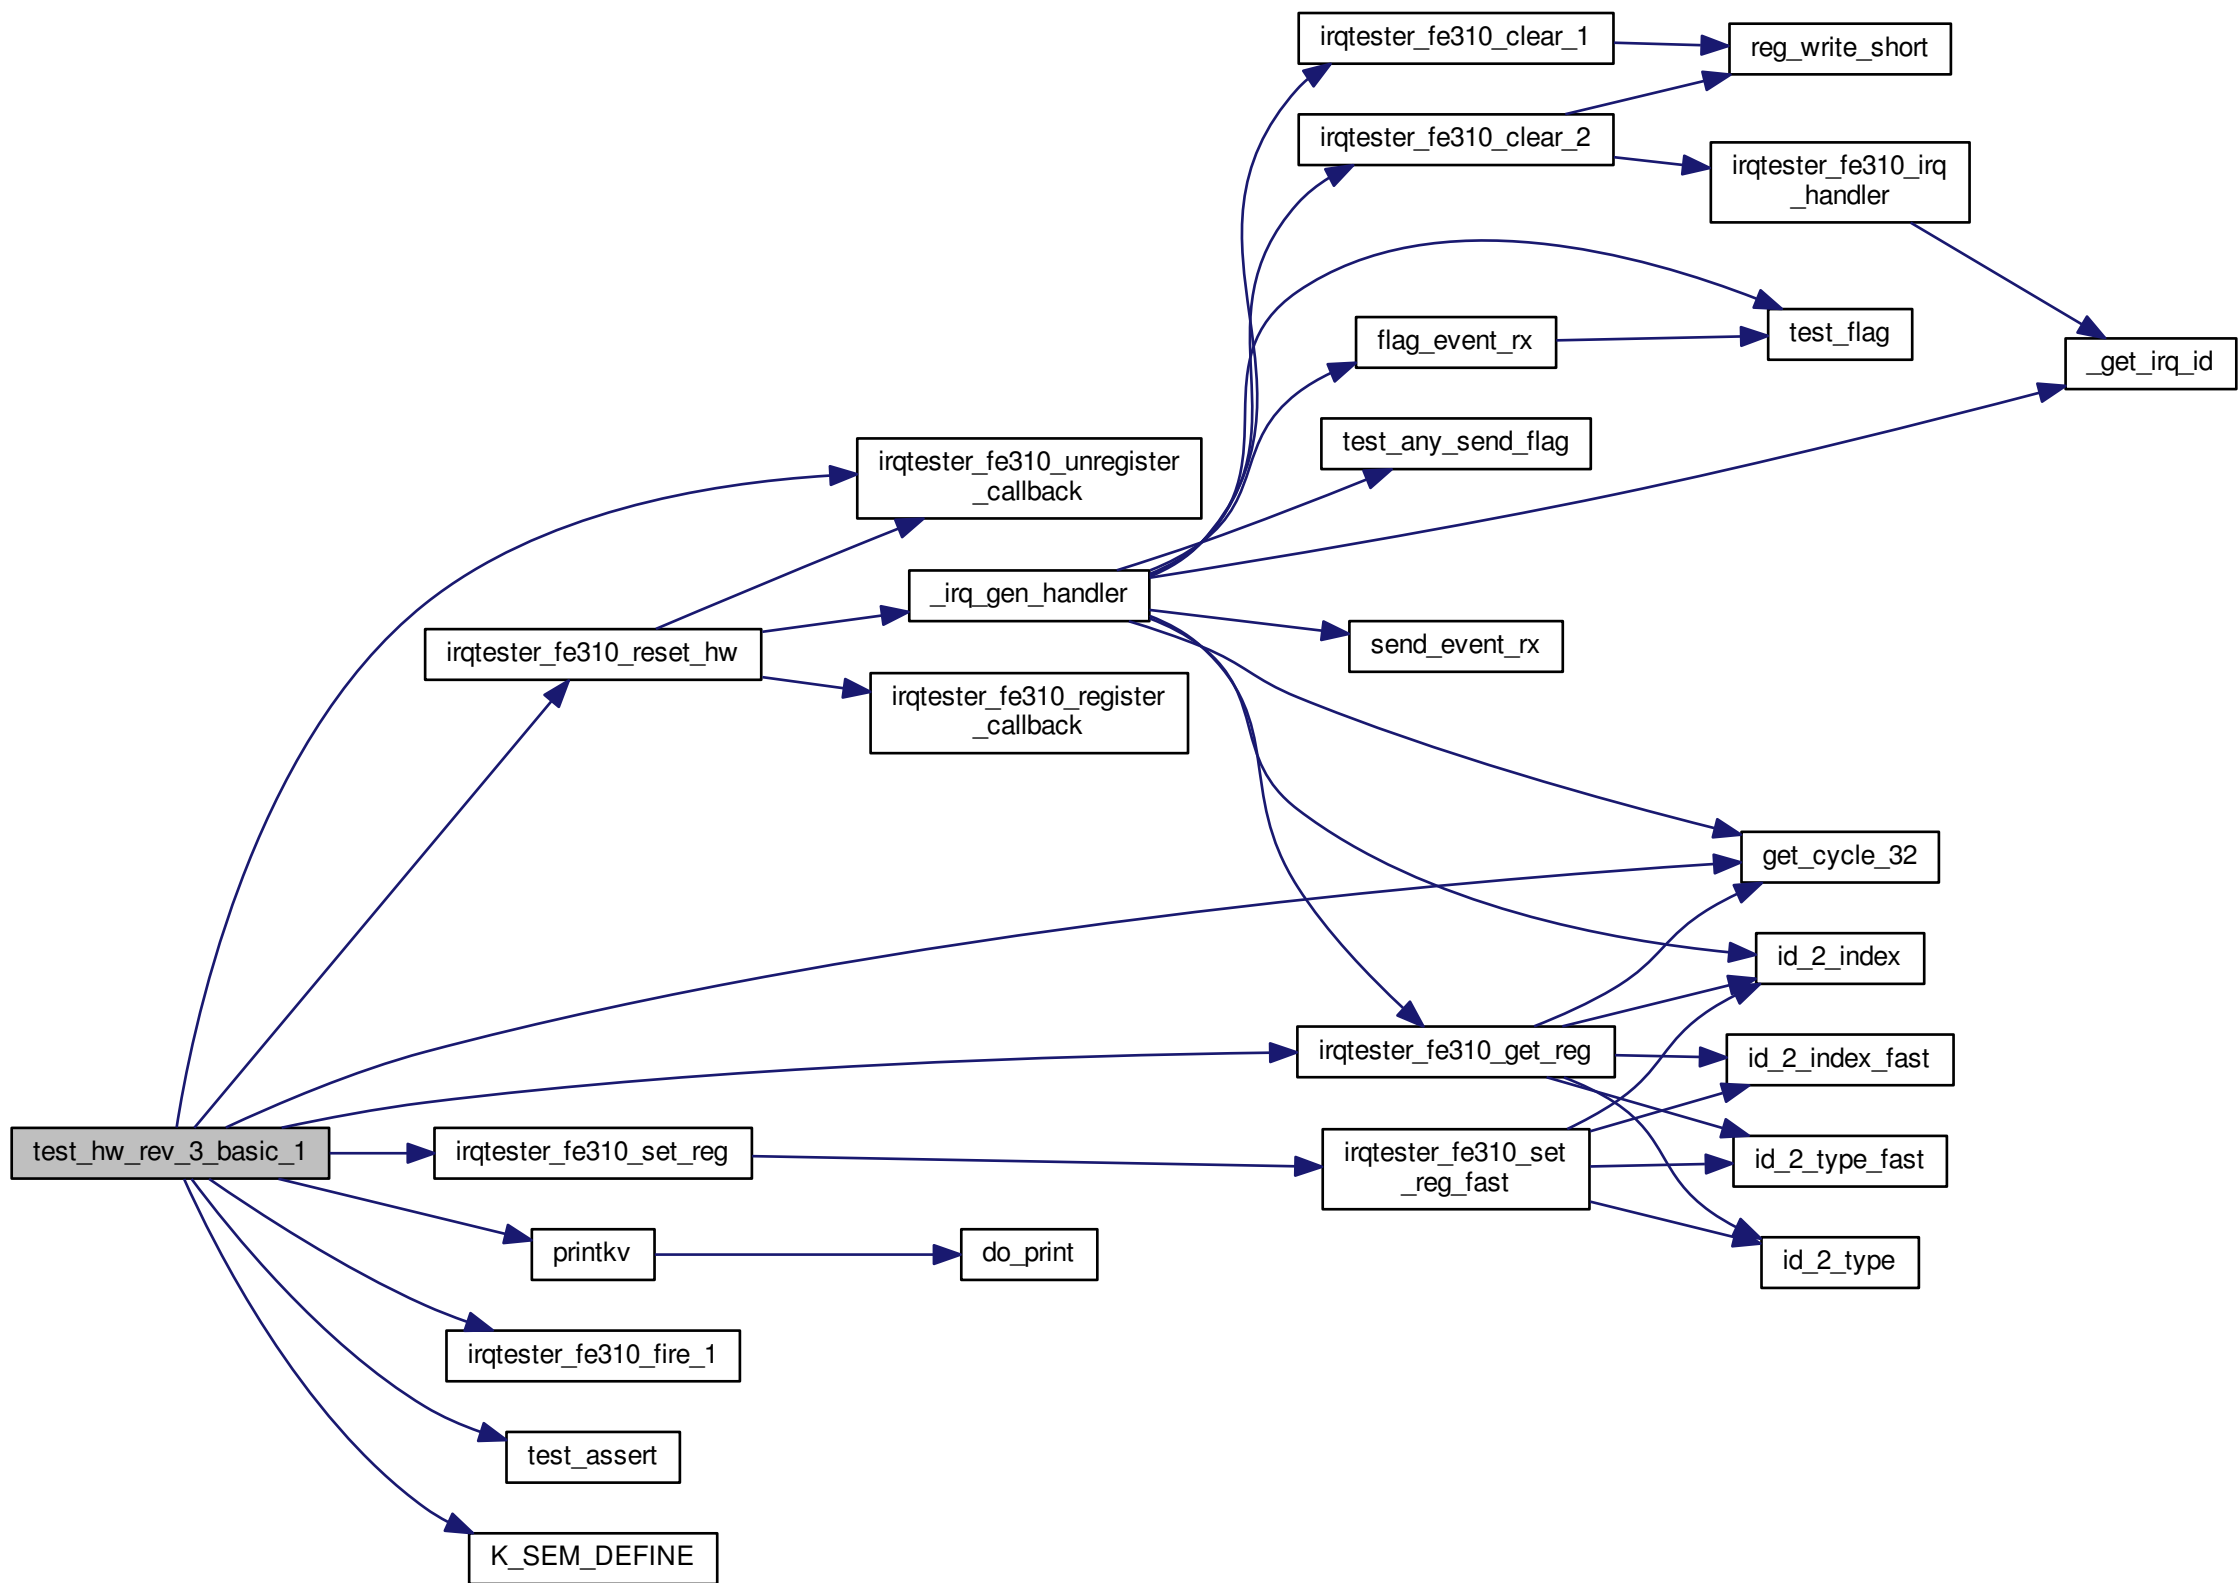 irqtester_fe310_clear_1
reg_write_short
irqtester_fe310_clear_2
irqtester_fe310_irq
_handler
test_flag
flag_event_rx
_get_irq_id
test_any_send_flag
irqtester_fe310_unregister
_callback
_irq_gen_handler
send_event_rx
irqtester_fe310_reset_hw
irqtester_fe310_register
_callback
get_cycle_32
id_2_index
irqtester_fe310_get_reg
id_2_index_fast
test_hw_rev_3_basic_1
irqtester_fe310_set_reg
irqtester_fe310_set
_reg_fast
id_2_type_fast
printkv
do_print
id_2_type
irqtester_fe310_fire_1
test_assert
K_SEM_DEFINE